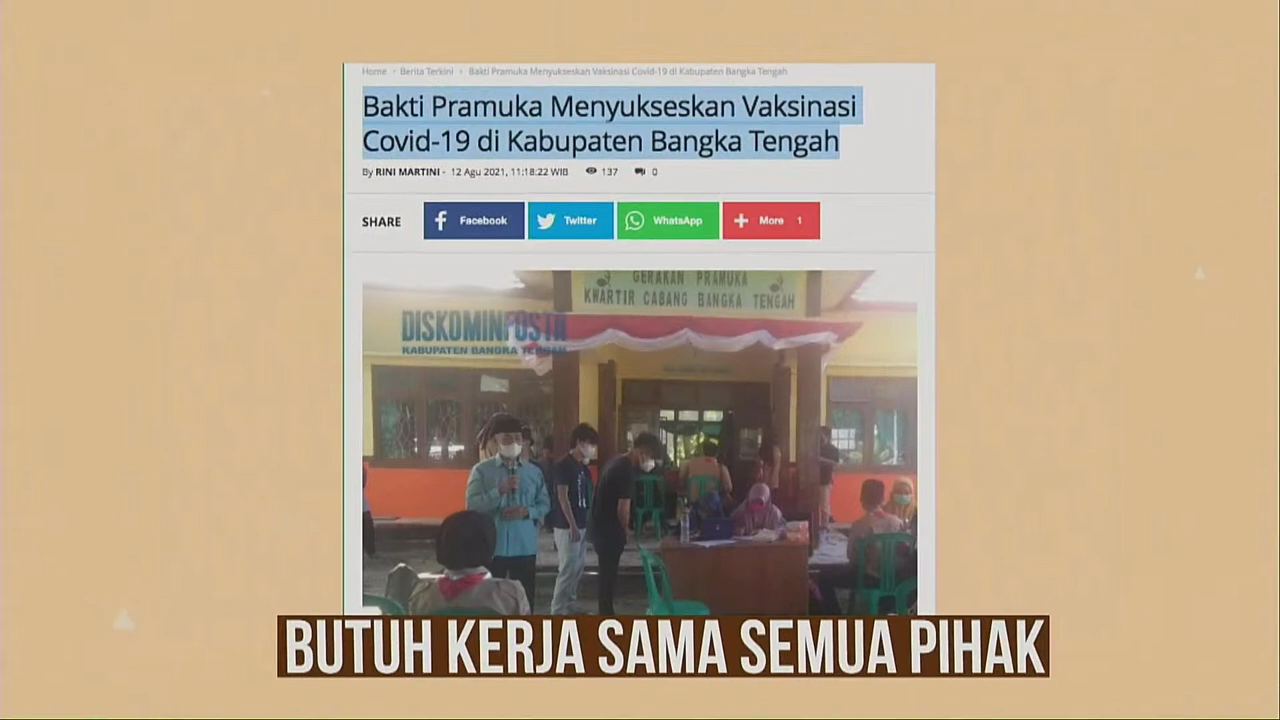 Home › Berita Terkini › Bakti Pramuka Menyukseskan Vaksinasi Covid-19 di Kabupaten Bangka Tengah
Bakti Pramuka Menyukseskan Vaksinasi
Covid-19 di Kabupaten Bangka Tengah
By RINI MARTINI - 12 Agu 2021, 11:18:22 WIB 137 0
SHARE Facebook Twitter WhatsApp More 1
GERAKAN PRAMUKA
KWARTIR CABANG BANGKA TENGAH
DISKOMINFOSTA
KABUPATEN BANGKA TENGAH
BUTUH KERJA SAMA SEMUA PIHAK